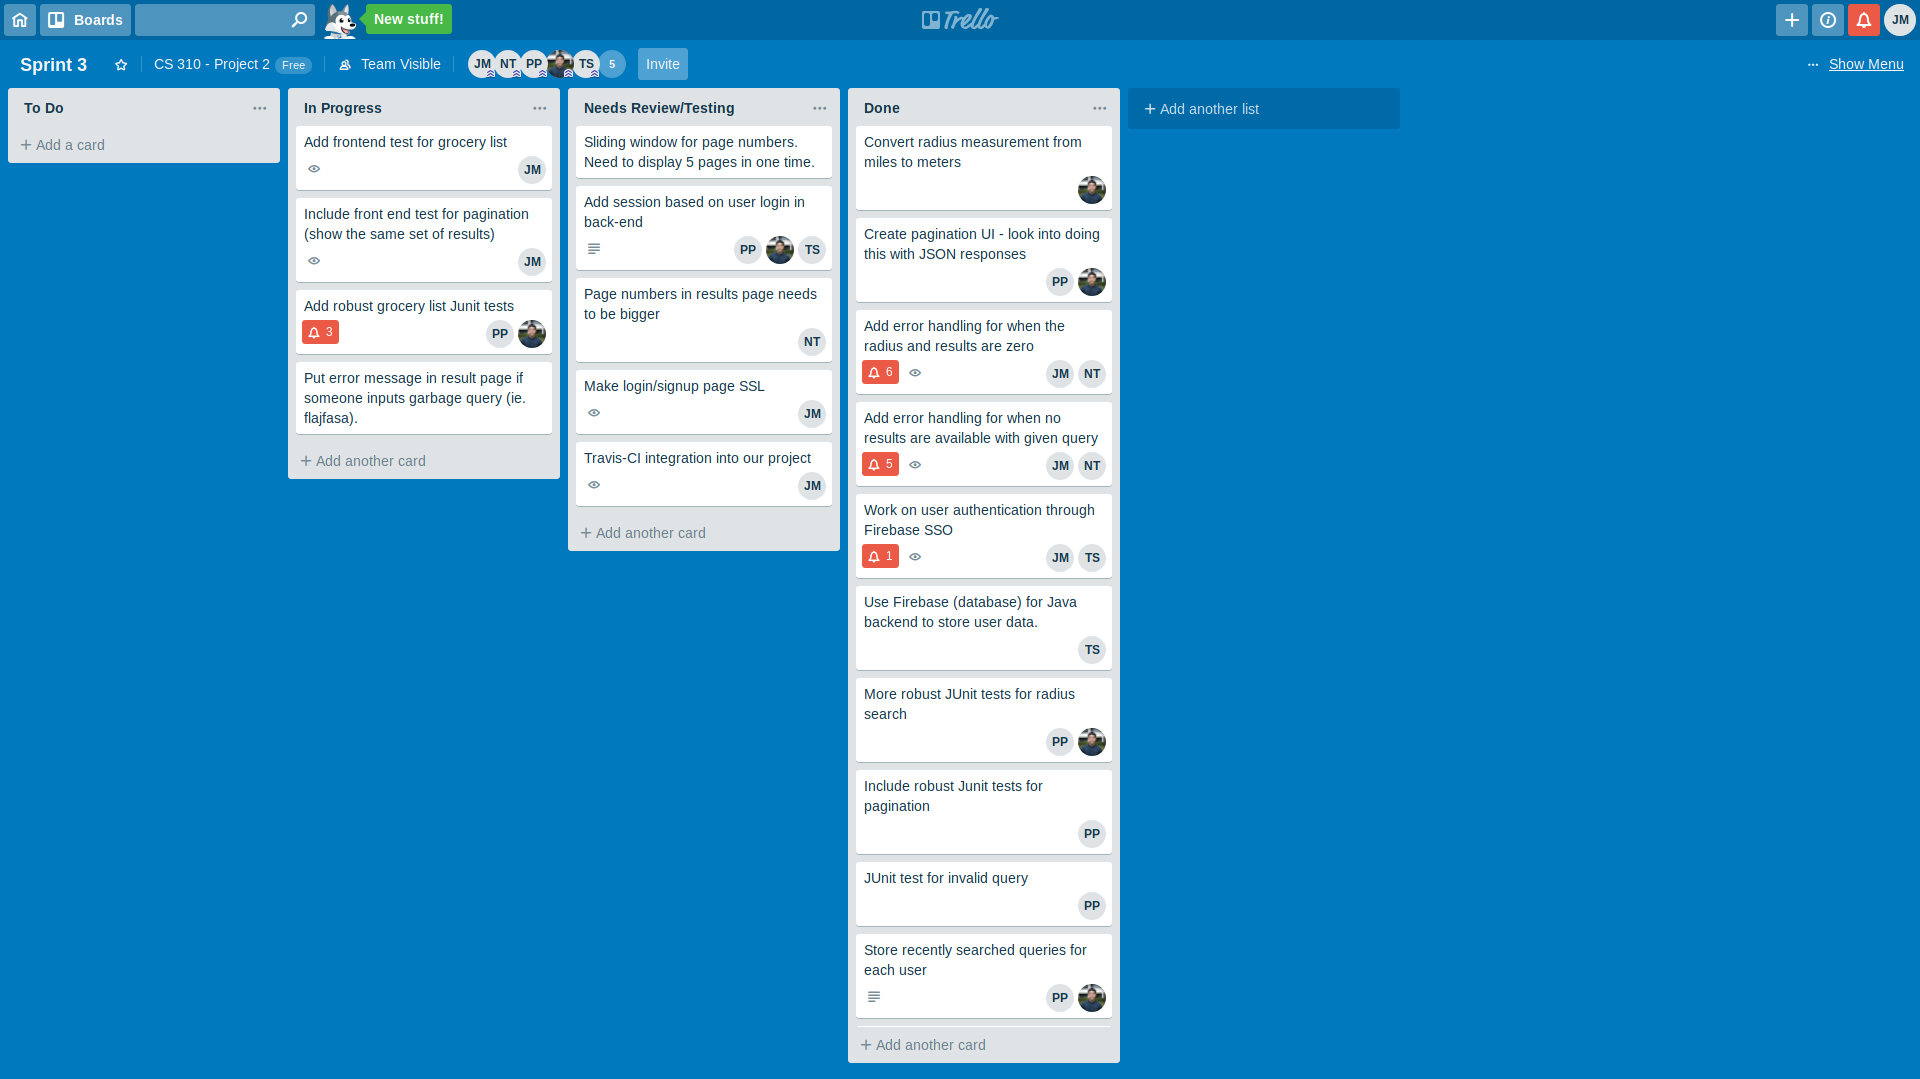 Boards
New stuff!
Trello
JM
Sprint 3
CS 310 - Project 2 Free
Team Visible
JM NT PP TS 5
Invite
Show Menu
To Do
Add a card
In Progress
Add frontend test for grocery list
JM
Include front end test for pagination
(show the same set of results)
JM
Add robust grocery list Junit tests
3 PP
Put error message in result page if
someone inputs garbage query (ie.
flajfasa).
Add another card
Needs Review/Testing
Sliding window for page numbers.
Need to display 5 pages in one time.
Add session based on user login in
back-end
PP TS
Page numbers in results page needs
to be bigger
NT
Make login/signup page SSL
JM
Travis-CI integration into our project
JM
Add another card
Done
Convert radius measurement from
miles to meters
Create pagination UI - look into doing
this with JSON responses
PP
Add error handling for when the
radius and results are zero
6 JM NT
Add error handling for when no
results are available with given query
5 JM NT
Work on user authentication through
Firebase SSO
1 JM TS
Use Firebase (database) for Java
backend to store user data.
TS
More robust JUnit tests for radius
search
PP
Include robust Junit tests for
pagination
PP
JUnit test for invalid query
PP
Store recently searched queries for
each user
PP
Add another card
Add another list